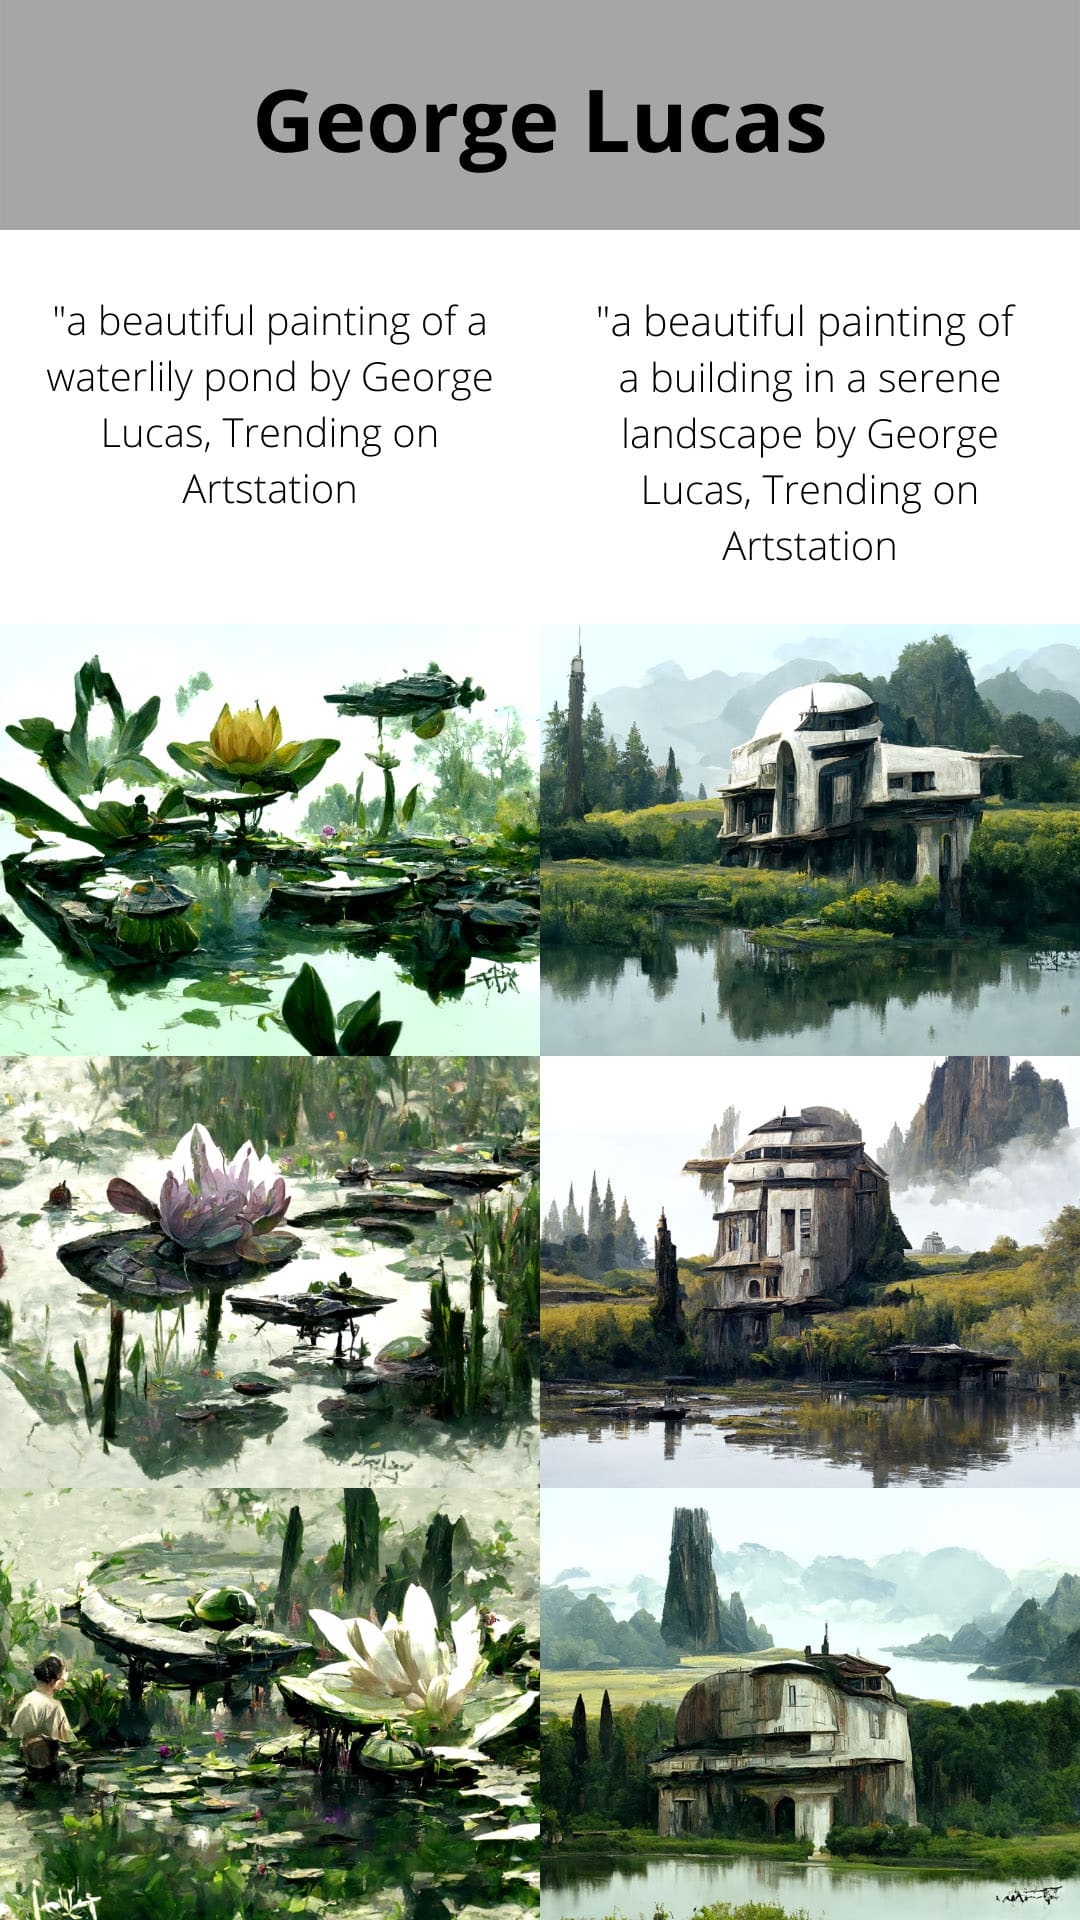 George Lucas
"a beautiful painting of a
waterlily pond by George
Lucas, Trending on
Artstation
"a beautiful painting of
a building in a serene
landscape by George
Lucas, Trending on
Artstation